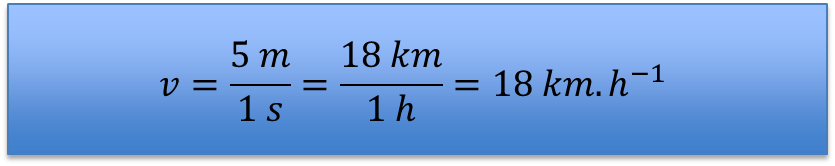 v = 5 m / 1 s = 18 km / 1 h = 18 km.h⁻¹